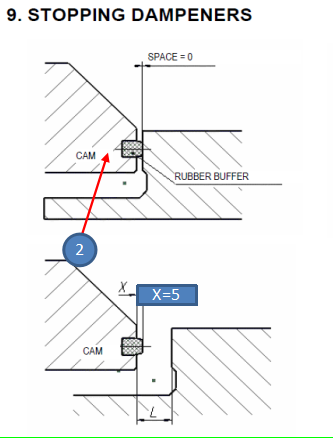 9. STOPPING DAMPENERS
SPACE = 0
CAM
RUBBER BUFFER
2
X
X=5
CAM
L